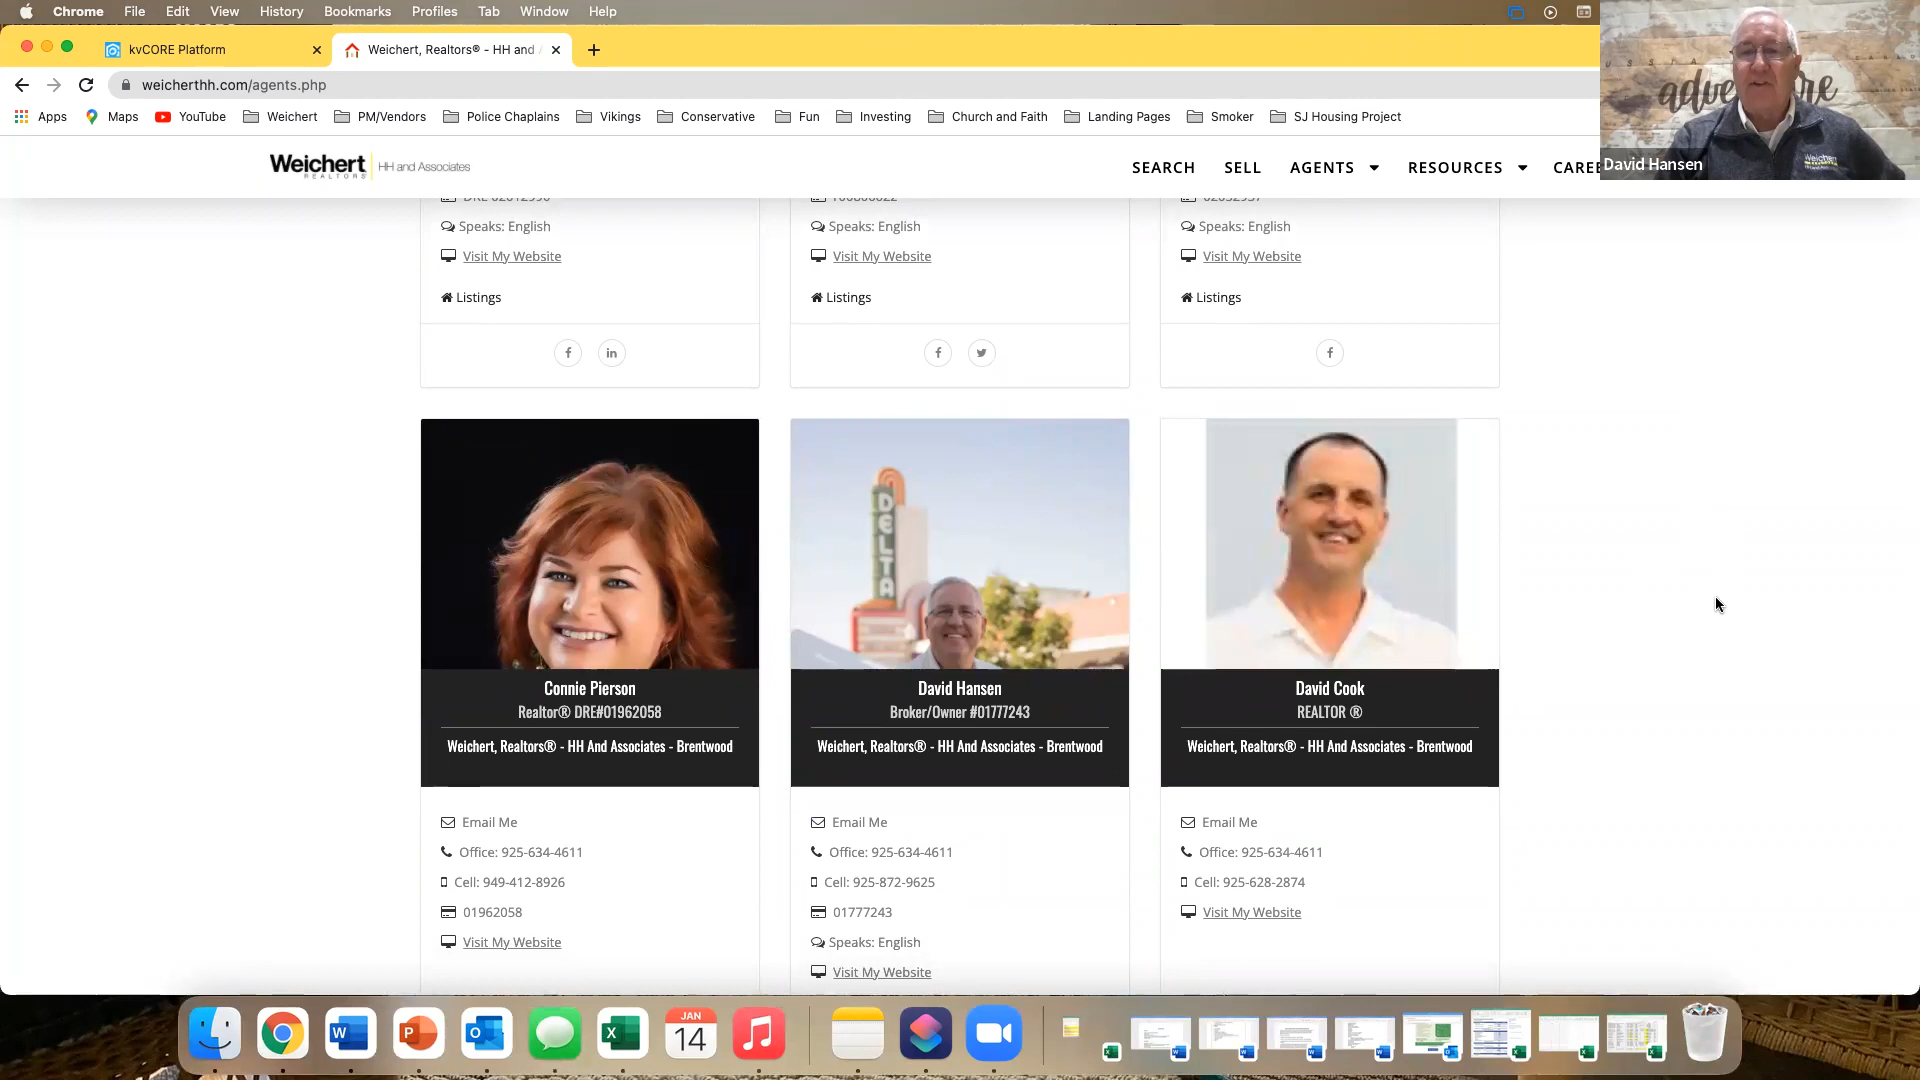 Chrome File Edit View History Bookmarks Profiles Tab Window Help
kvCORE Platform
Weichert, Realtors® - HH and
weicherthh.com/agents.php
Apps Maps YouTube Weichert PM/Vendors Police Chaplains Vikings Conservative Fun Investing Church and Faith Landing Pages Smoker SJ Housing Project
adventure
Weichert
David Hansen
Weichert REALTORS® HH and Associates
SEARCH SELL AGENTS RESOURCES CAREE
Speaks: English
Visit My Website
Listings
Speaks: English
Visit My Website
Listings
Speaks: English
Visit My Website
Listings
Connie Pierson
Realtor® DRE#01962058
Weichert, Realtors® - HH And Associates - Brentwood
Email Me
Office: 925-634-4611
Cell: 949-412-8926
01962058
Visit My Website
DELTA
David Hansen
Broker/Owner #01777243
Weichert, Realtors® - HH And Associates - Brentwood
Email Me
Office: 925-634-4611
Cell: 925-872-9625
01777243
Speaks: English
Visit My Website
David Cook
REALTOR ®
Weichert, Realtors® - HH And Associates - Brentwood
Email Me
Office: 925-634-4611
Cell: 925-628-2874
Visit My Website
JAN
14